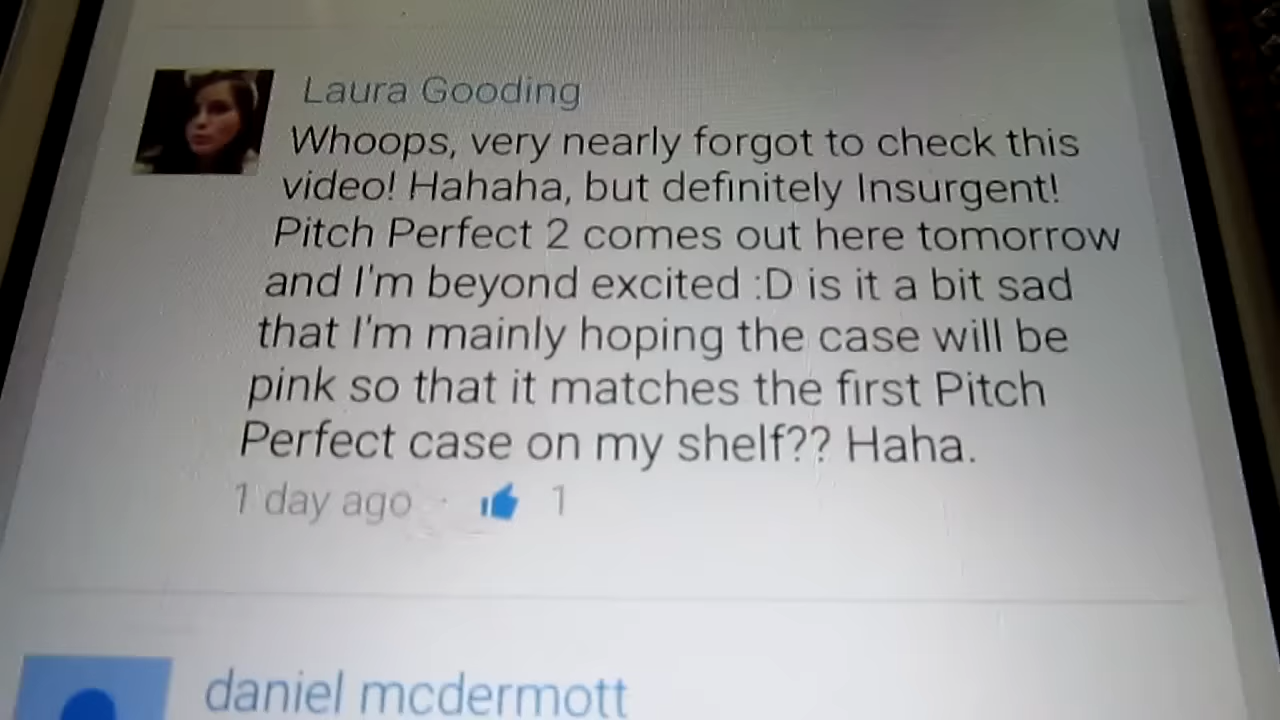 Laura Gooding
Whoops, very nearly forgot to check this
video! Hahaha, but definitely Insurgent!
Pitch Perfect 2 comes out here tomorrow
and I'm beyond excited :D is it a bit sad
that I'm mainly hoping the case will be
pink so that it matches the first Pitch
Perfect case on my shelf?? Haha.
1 day ago · 1
daniel mcdermott